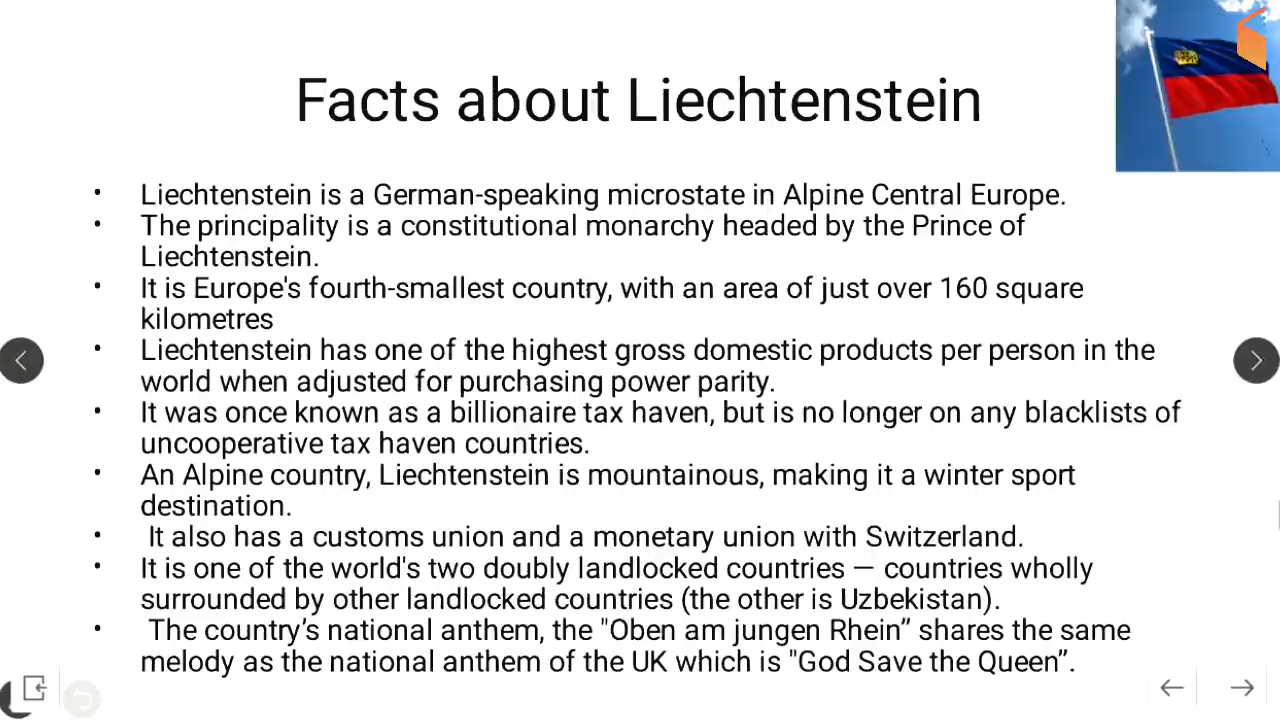 Facts about Liechtenstein
• Liechtenstein is a German-speaking microstate in Alpine Central Europe.
• The principality is a constitutional monarchy headed by the Prince of
Liechtenstein.
• It is Europe's fourth-smallest country, with an area of just over 160 square
kilometres
• Liechtenstein has one of the highest gross domestic products per person in the
world when adjusted for purchasing power parity.
• It was once known as a billionaire tax haven, but is no longer on any blacklists of
uncooperative tax haven countries.
• An Alpine country, Liechtenstein is mountainous, making it a winter sport
destination.
• It also has a customs union and a monetary union with Switzerland.
• It is one of the world's two doubly landlocked countries — countries wholly
surrounded by other landlocked countries (the other is Uzbekistan).
• The country’s national anthem, the "Oben am jungen Rhein” shares the same
melody as the national anthem of the UK which is "God Save the Queen”.